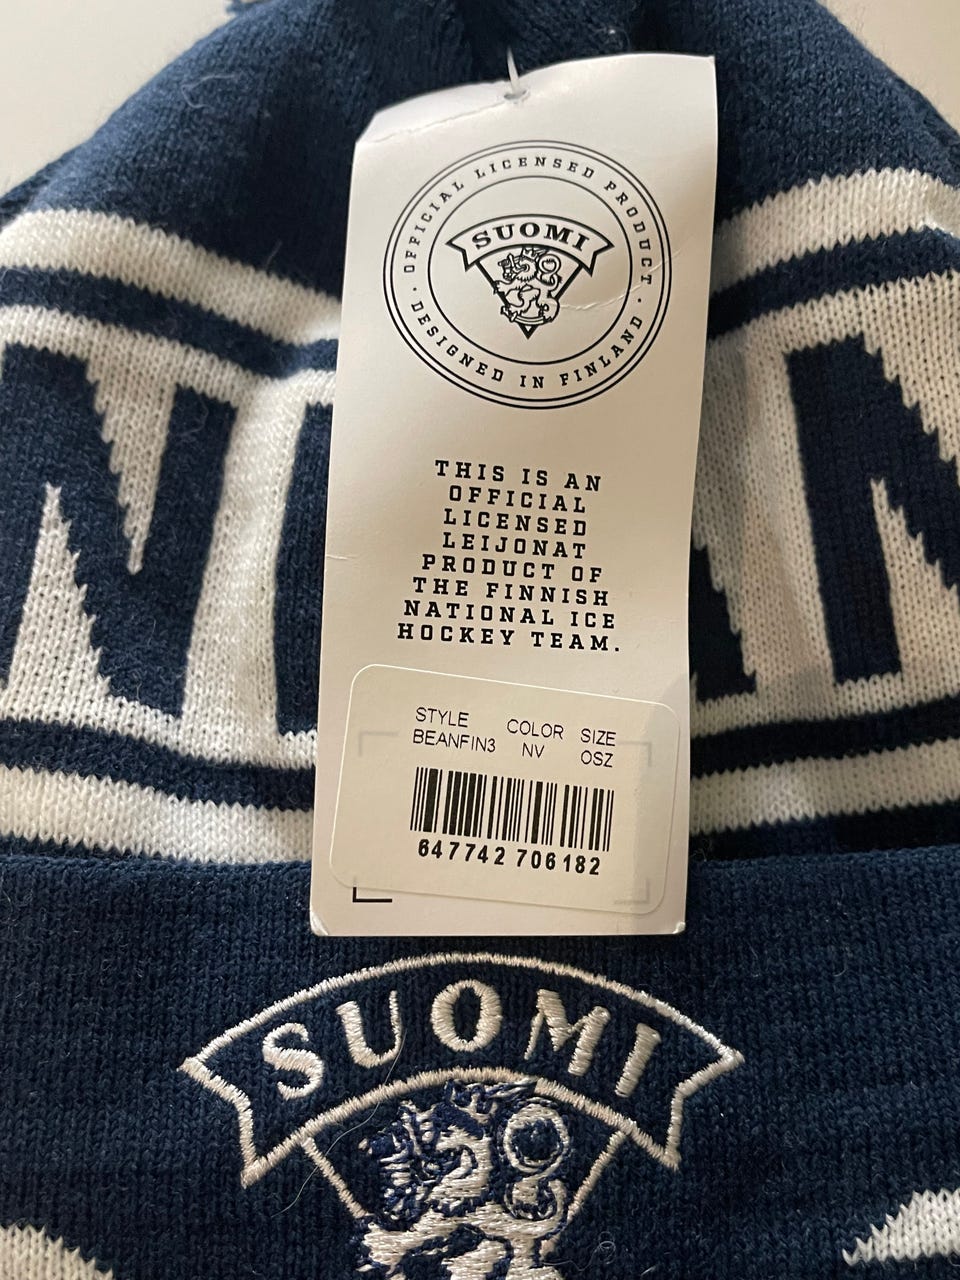 OFFICIAL LICENSED PRODUCT
SUOMI
DESIGNED IN FINLAND
THIS IS AN
OFFICIAL
LICENSED
LEIJONAT
PRODUCT OF
THE FINNISH
NATIONAL ICE
HOCKEY TEAM.
STYLE COLOR SIZE
BEANFIN3 NV OSZ
647742 706182
SUOMI